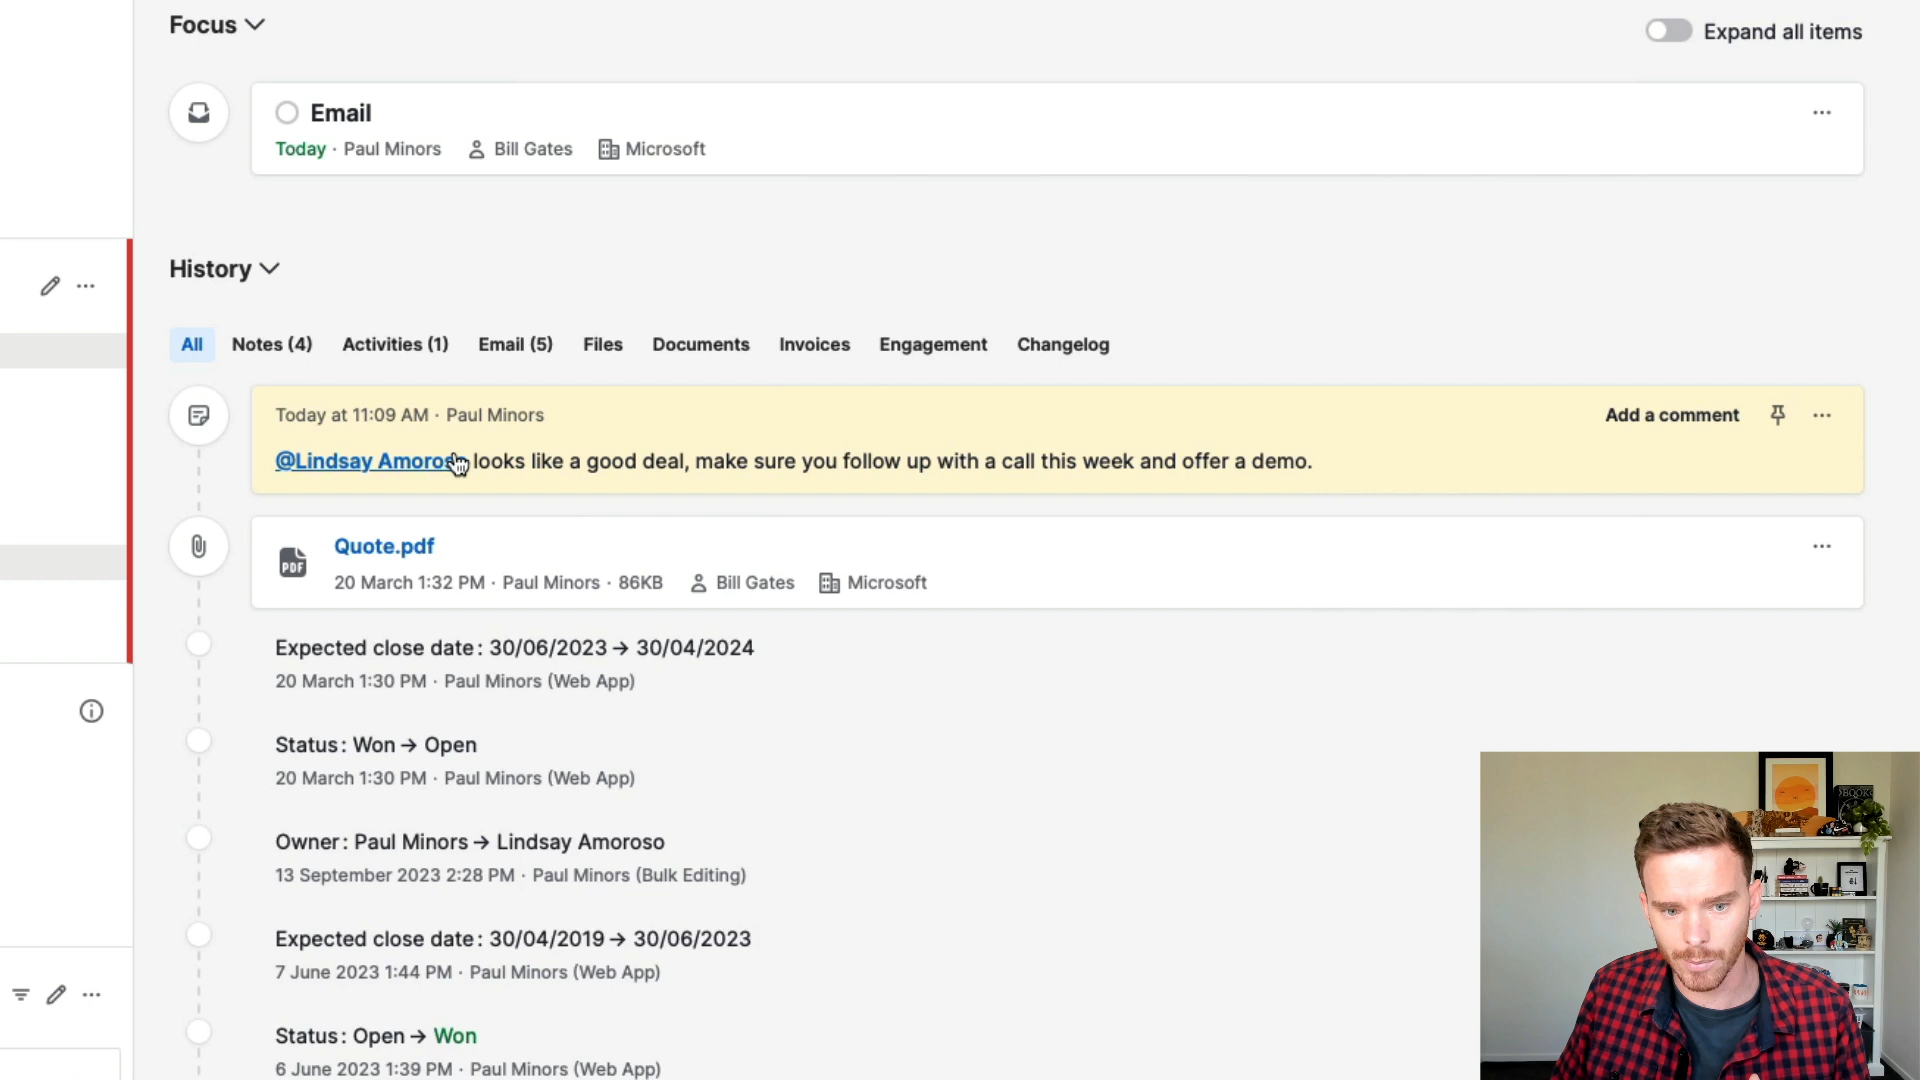 Focus
Expand all items
Email
Today · Paul Minors Bill Gates Microsoft
History
All Notes (4) Activities (1) Email (5) Files Documents Invoices Engagement Changelog
Today at 11:09 AM · Paul Minors Add a comment
@Lindsay Amoroso looks like a good deal, make sure you follow up with a call this week and offer a demo.
PDF
Quote.pdf
20 March 1:32 PM · Paul Minors · 86KB Bill Gates Microsoft
Expected close date: 30/06/2023 → 30/04/2024
20 March 1:30 PM · Paul Minors (Web App)
Status: Won → Open
20 March 1:30 PM · Paul Minors (Web App)
Owner: Paul Minors → Lindsay Amoroso
13 September 2023 2:28 PM · Paul Minors (Bulk Editing)
Expected close date: 30/04/2019 → 30/06/2023
7 June 2023 1:44 PM · Paul Minors (Web App)
Status: Open → Won
6 June 2023 1:39 PM · Paul Minors (Web App)